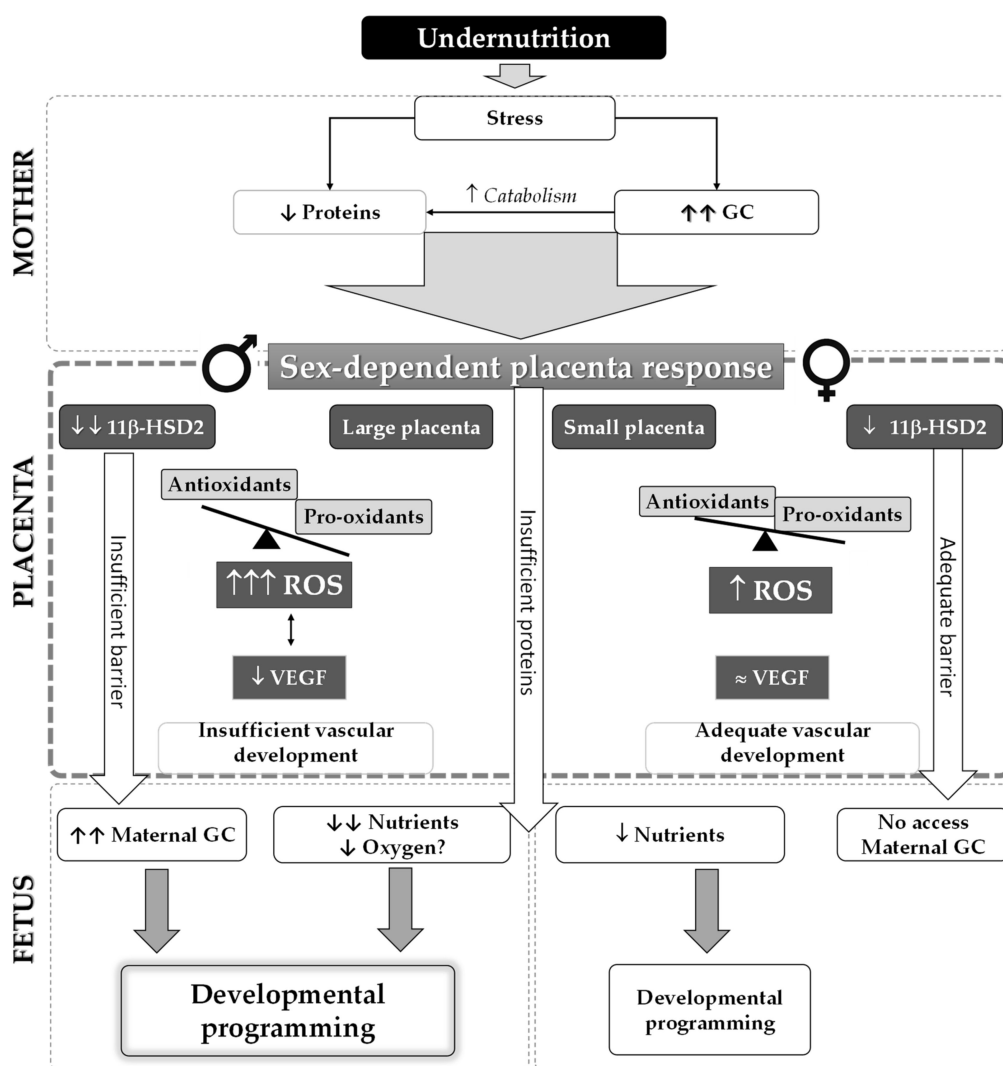 Undernutrition
MOTHER
Stress
↓ Proteins
↑ Catabolism
↑↑ GC
PLACENTA
Sex-dependent placenta response
↓↓ 11β-HSD2
Large placenta
Small placenta
↓ 11β-HSD2
Insufficient barrier
Antioxidants
Pro-oxidants
↑↑↑ ROS
↓ VEGF
Insufficient vascular
development
Insufficient proteins
Antioxidants
Pro-oxidants
↑ ROS
≈ VEGF
Adequate vascular
development
Adequate barrier
FETUS
↑↑ Maternal GC
↓↓ Nutrients
↓ Oxygen?
↓ Nutrients
No access
Maternal GC
Developmental
programming
Developmental
programming